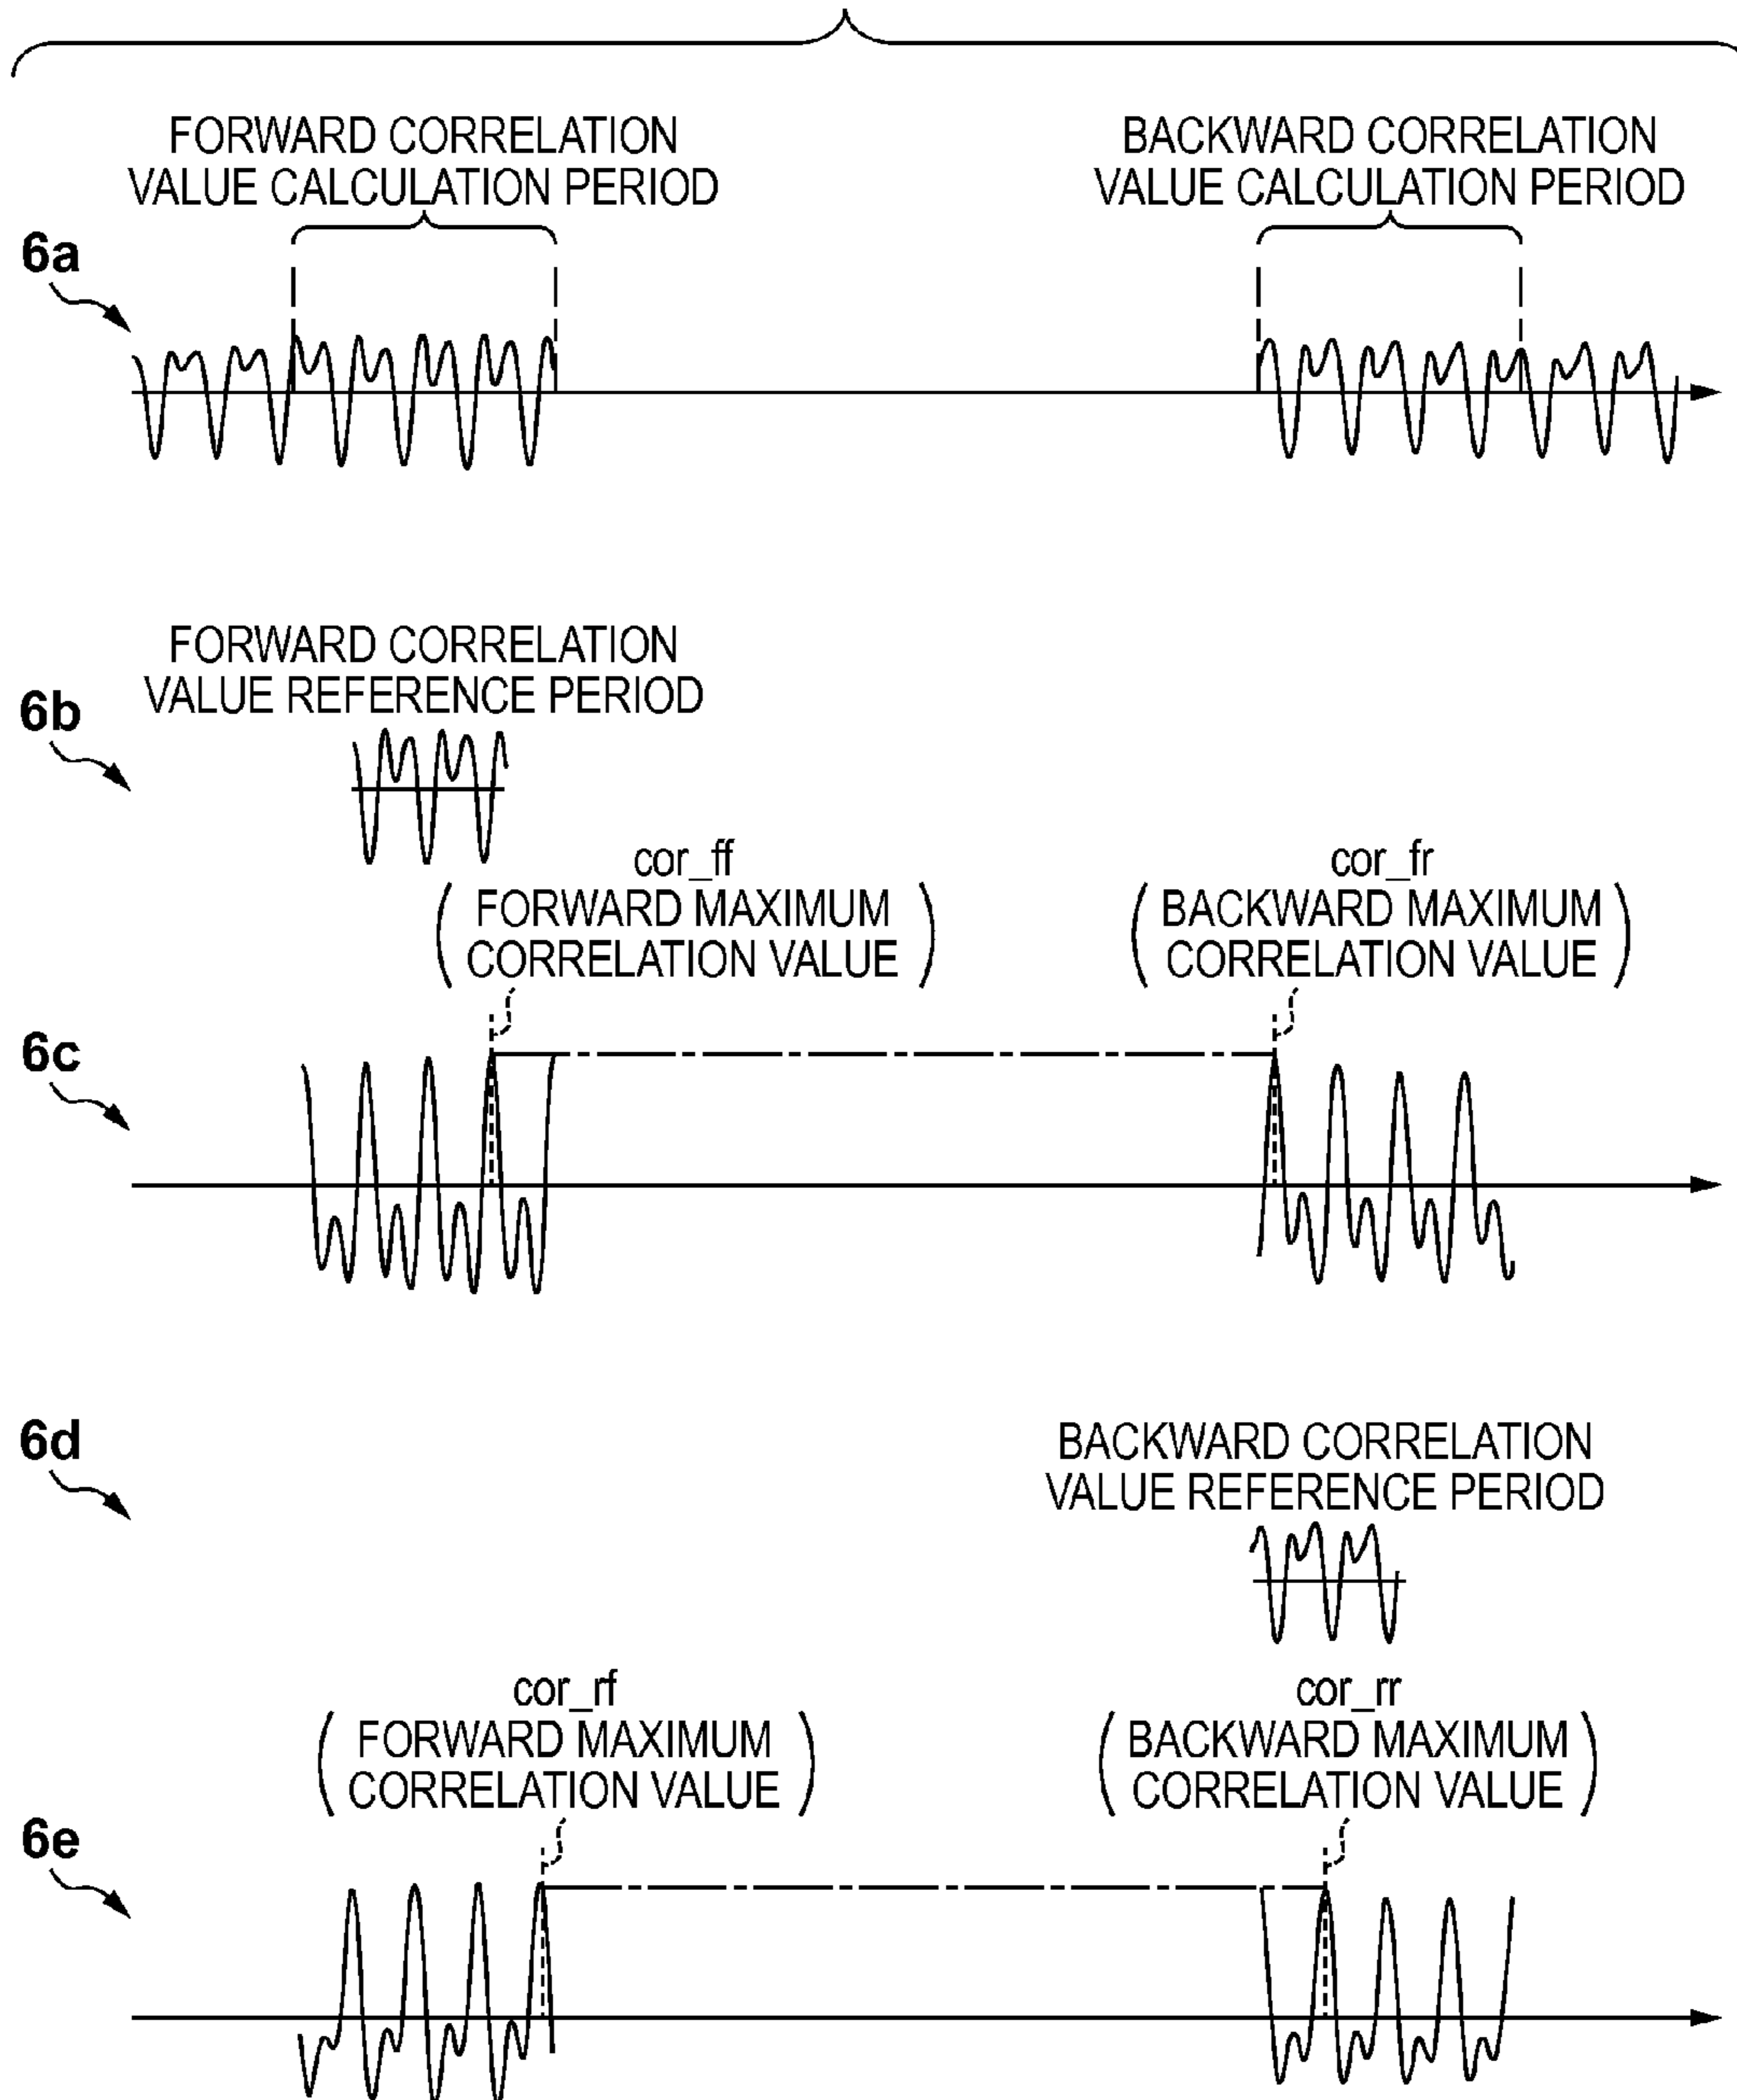 FORWARD CORRELATION
VALUE CALCULATION PERIOD
BACKWARD CORRELATION
VALUE CALCULATION PERIOD
6a
FORWARD CORRELATION
VALUE REFERENCE PERIOD
6b
cor_ff
( FORWARD MAXIMUM
CORRELATION VALUE )
cor_fr
( BACKWARD MAXIMUM
CORRELATION VALUE )
6c
6d
BACKWARD CORRELATION
VALUE REFERENCE PERIOD
cor_rf
( FORWARD MAXIMUM
CORRELATION VALUE )
cor_rr
( BACKWARD MAXIMUM
CORRELATION VALUE )
6e